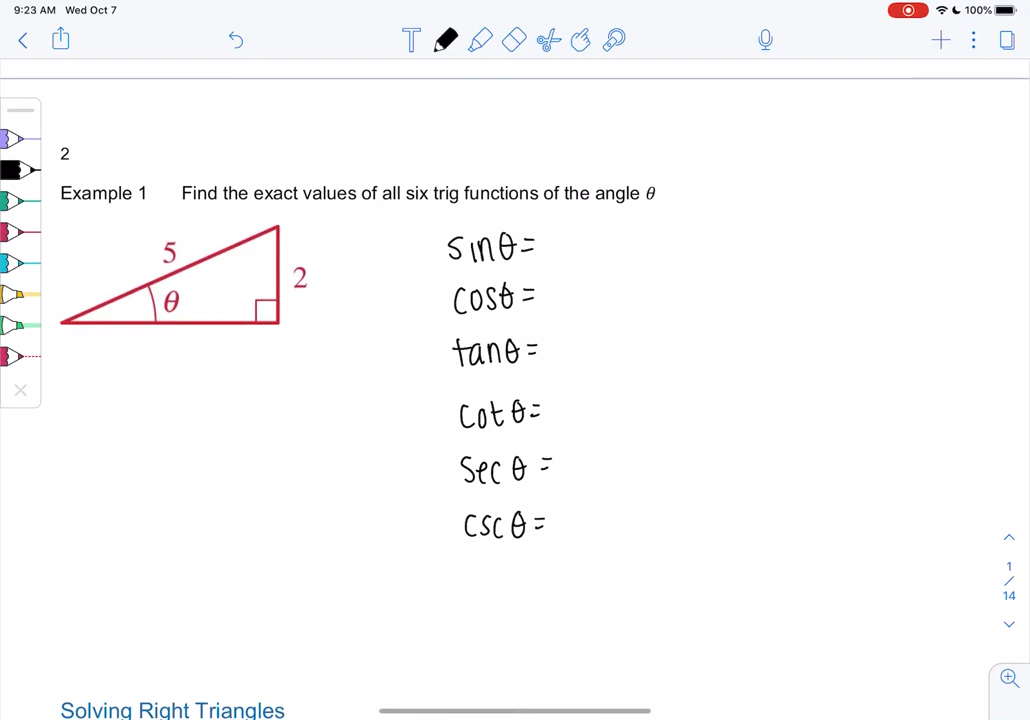 9:23 AM Wed Oct 7
100%
T
2
Example 1 Find the exact values of all six trig functions of the angle θ
5
2
θ
sinθ=
cosθ=
tanθ=
cotθ=
secθ=
cscθ=
1
/
14
Solving Right Triangles